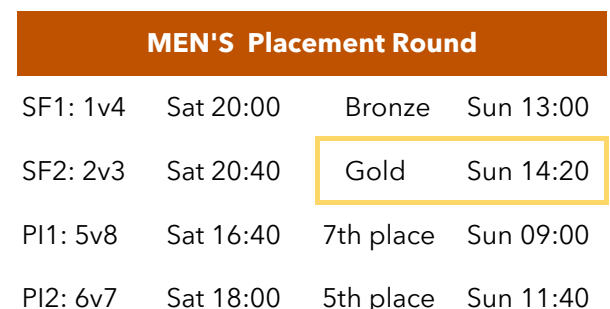 MEN'S Placement Round
SF1: 1v4 Sat 20:00 Bronze Sun 13:00
SF2: 2v3 Sat 20:40 Gold Sun 14:20
PI1: 5v8 Sat 16:40 7th place Sun 09:00
PI2: 6v7 Sat 18:00 5th place Sun 11:40